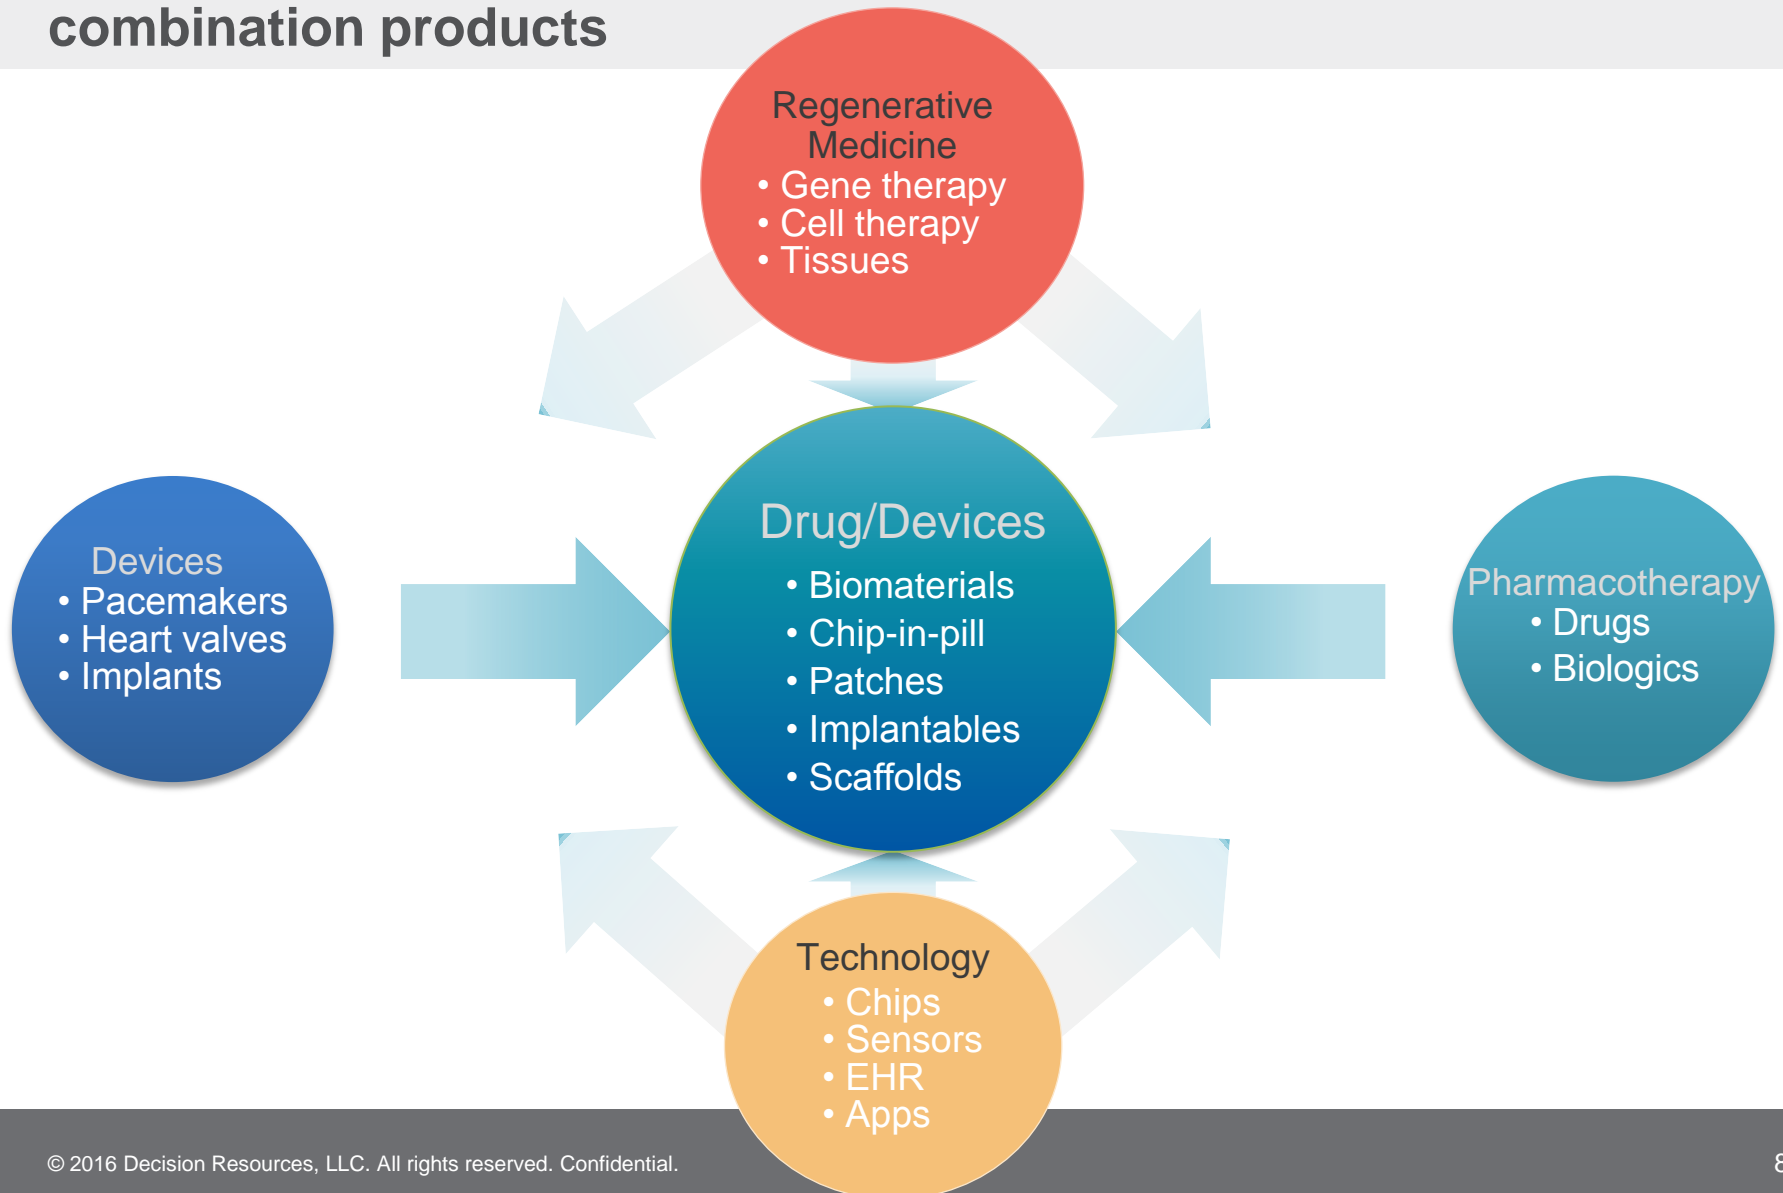 combination products
Regenerative
Medicine
• Gene therapy
• Cell therapy
• Tissues
Devices
• Pacemakers
• Heart valves
• Implants
Drug/Devices
• Biomaterials
• Chip-in-pill
• Patches
• Implantables
• Scaffolds
Pharmacotherapy
• Drugs
• Biologics
Technology
• Chips
• Sensors
• EHR
• Apps
© 2016 Decision Resources, LLC. All rights reserved. Confidential.
8